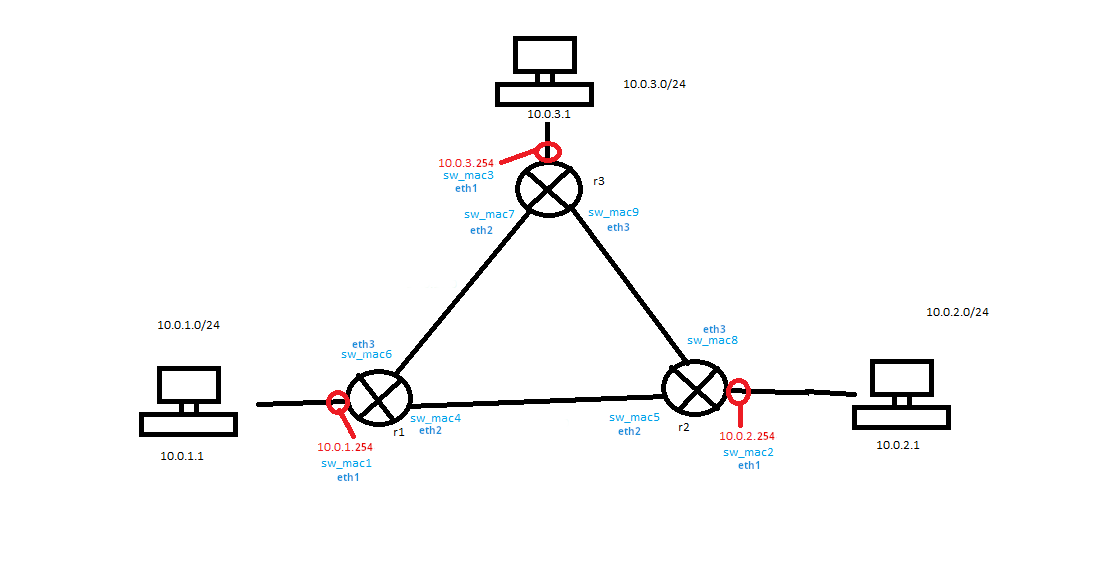 10.0.3.0/24
10.0.3.1
10.0.3.254
sw_mac3
eth1
r3
sw_mac7
eth2
sw_mac9
eth3
10.0.1.0/24
eth3
sw_mac6
10.0.1.1
r1
sw_mac4
eth2
10.0.1.254
sw_mac1
eth1
10.0.2.0/24
eth3
sw_mac8
sw_mac5
eth2
r2
10.0.2.254
sw_mac2
eth1
10.0.2.1